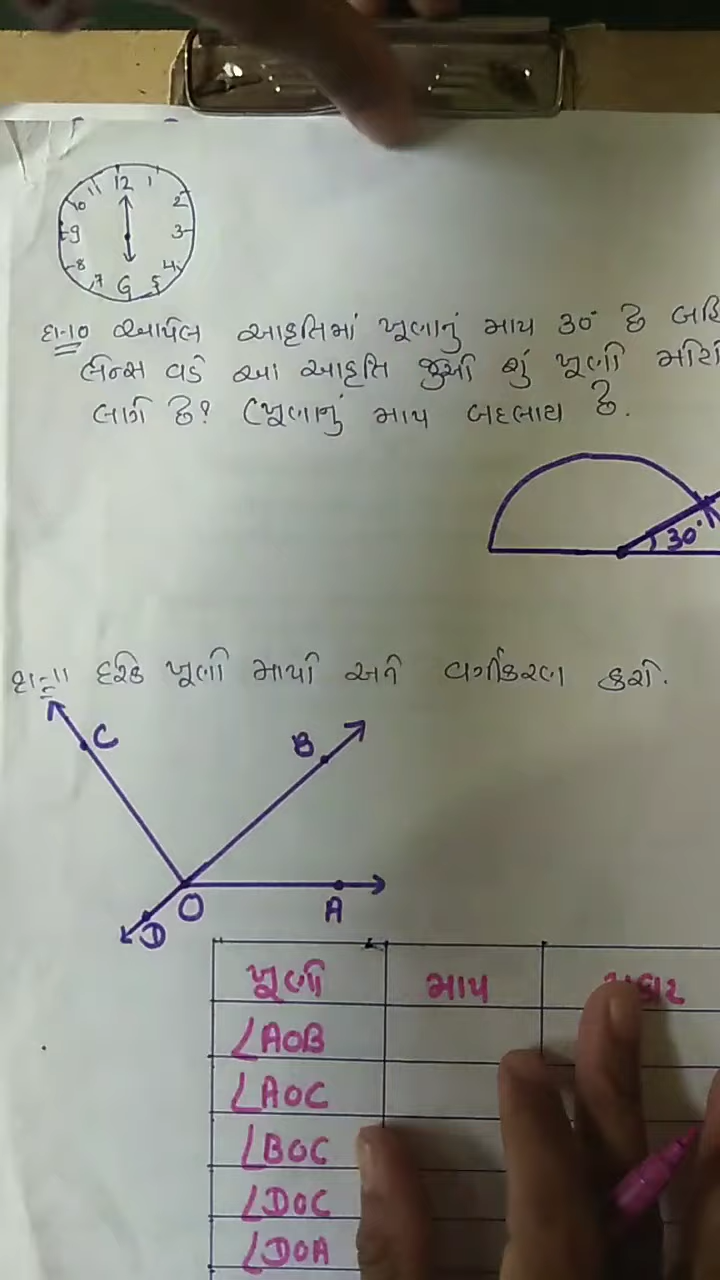 12
11 1
10 2
9 3
8 4
7 5
6
દા-10 આપેલ આકૃતિમાં ખૂણાનું માપ 30° છે
લેન્સ વડે આ આકૃતિ જુઓ શું ખૂણો
લાગે છે? (ખૂણાનું માપ બદલાય છે.
30°
દા-11 દરેક ખૂણો માપો અને વર્ગીકરણ કરો.
C
B
O
A
D
ખૂણો માપ
∠AOB
∠AOC
∠BOC
∠DOC
∠DOA